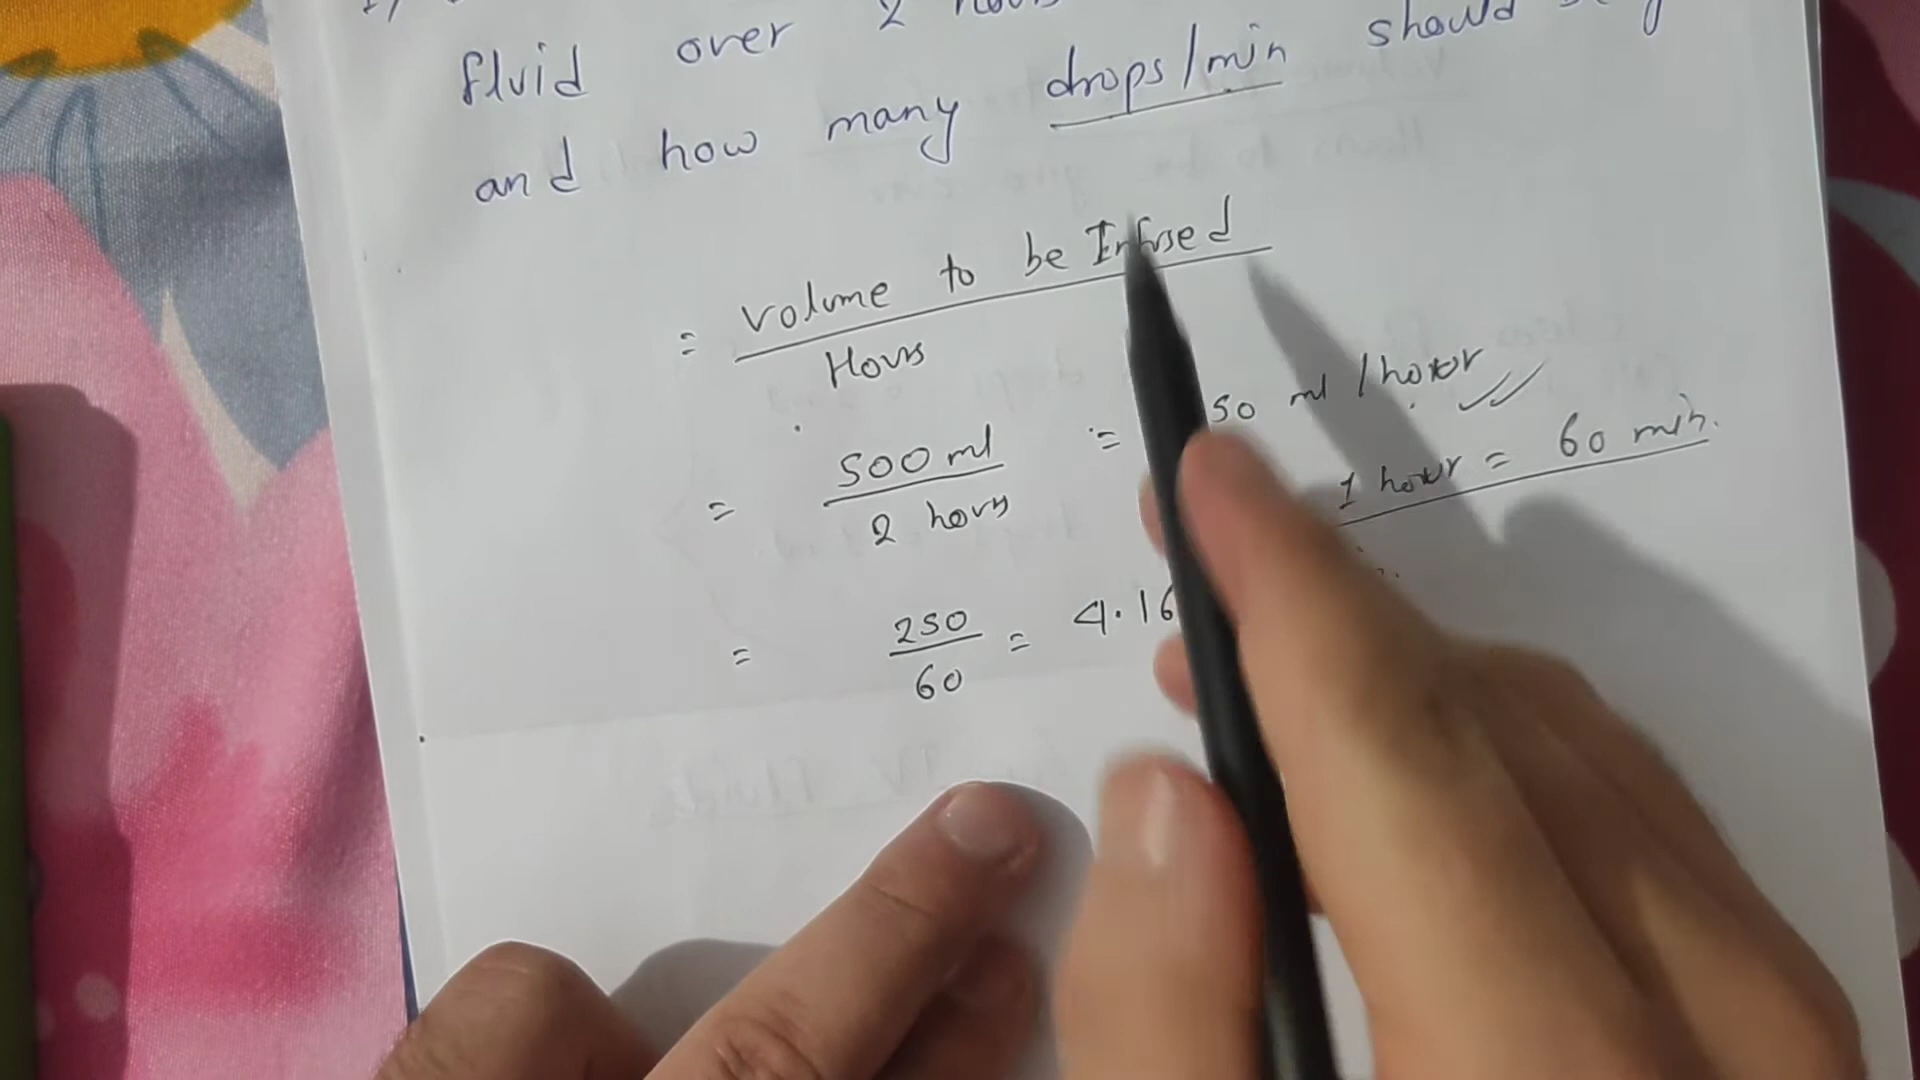 2
fluid over
and how many drops/min should
= Volume to be Infused
Hours
= 500 ml = 50 ml / hour
2 hours
1 hour = 60 min.
= 250 = 4.16
60